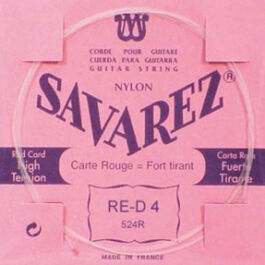 CORDE POUR GUITARE
CUERDA PARA GUITARRA
GUITAR STRING
NYLON
SAVAREZ®
Red Card
High
Tension
Carte Rouge = Fort tirant
Carta Roja
Fuerte
Tirante
RE-D 4
524R
MADE IN FRANCE